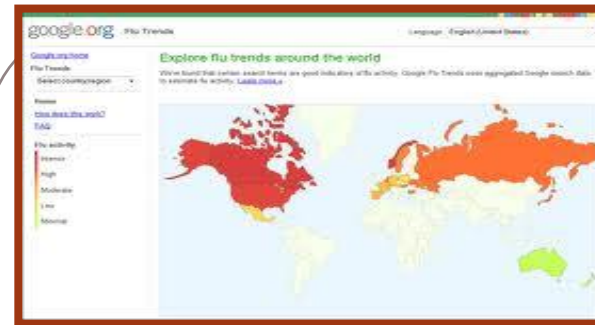 google.org Flu Trends
Language: English (United States)
Google.org home
Flu Trends
Select country/region
Home
How does this work?
FAQ
Flu activity
Intense
High
Moderate
Low
Minimal
Explore flu trends around the world
We've found that certain search terms are good indicators of flu activity. Google Flu Trends uses aggregated Google search data
to estimate flu activity. Learn more »